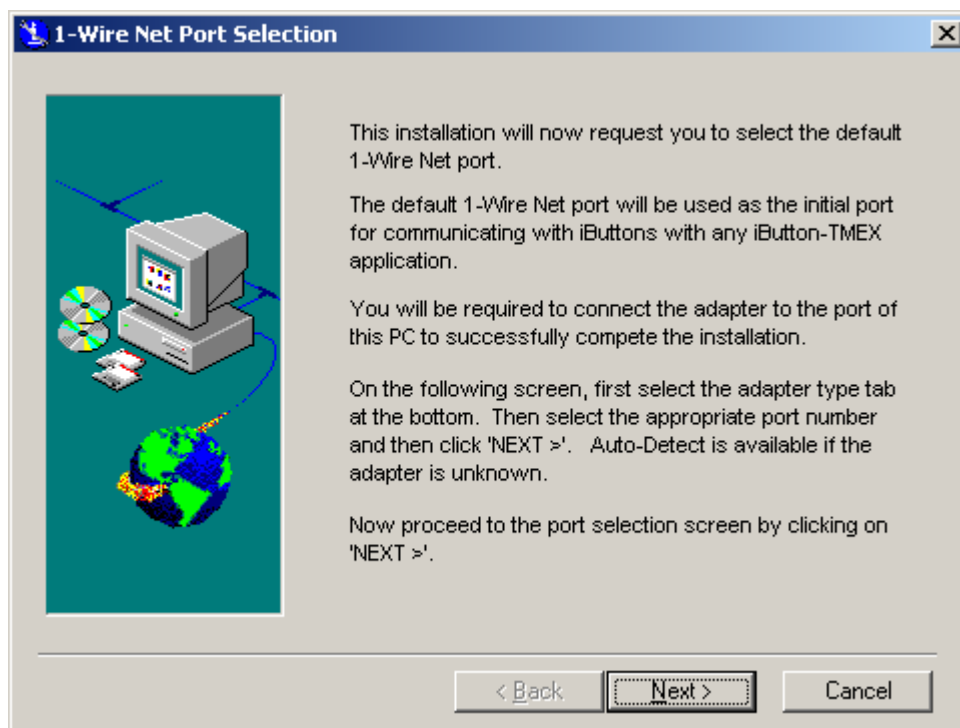 1-Wire Net Port Selection
This installation will now request you to select the default
1-Wire Net port.
The default 1-Wire Net port will be used as the initial port
for communicating with iButtons with any iButton-TMEX
application.
You will be required to connect the adapter to the port of
this PC to successfully compete the installation.
On the following screen, first select the adapter type tab
at the bottom.  Then select the appropriate port number
and then click 'NEXT >'.   Auto-Detect is available if the
adapter is unknown.
Now proceed to the port selection screen by clicking on
'NEXT >'.
< Back Next > Cancel